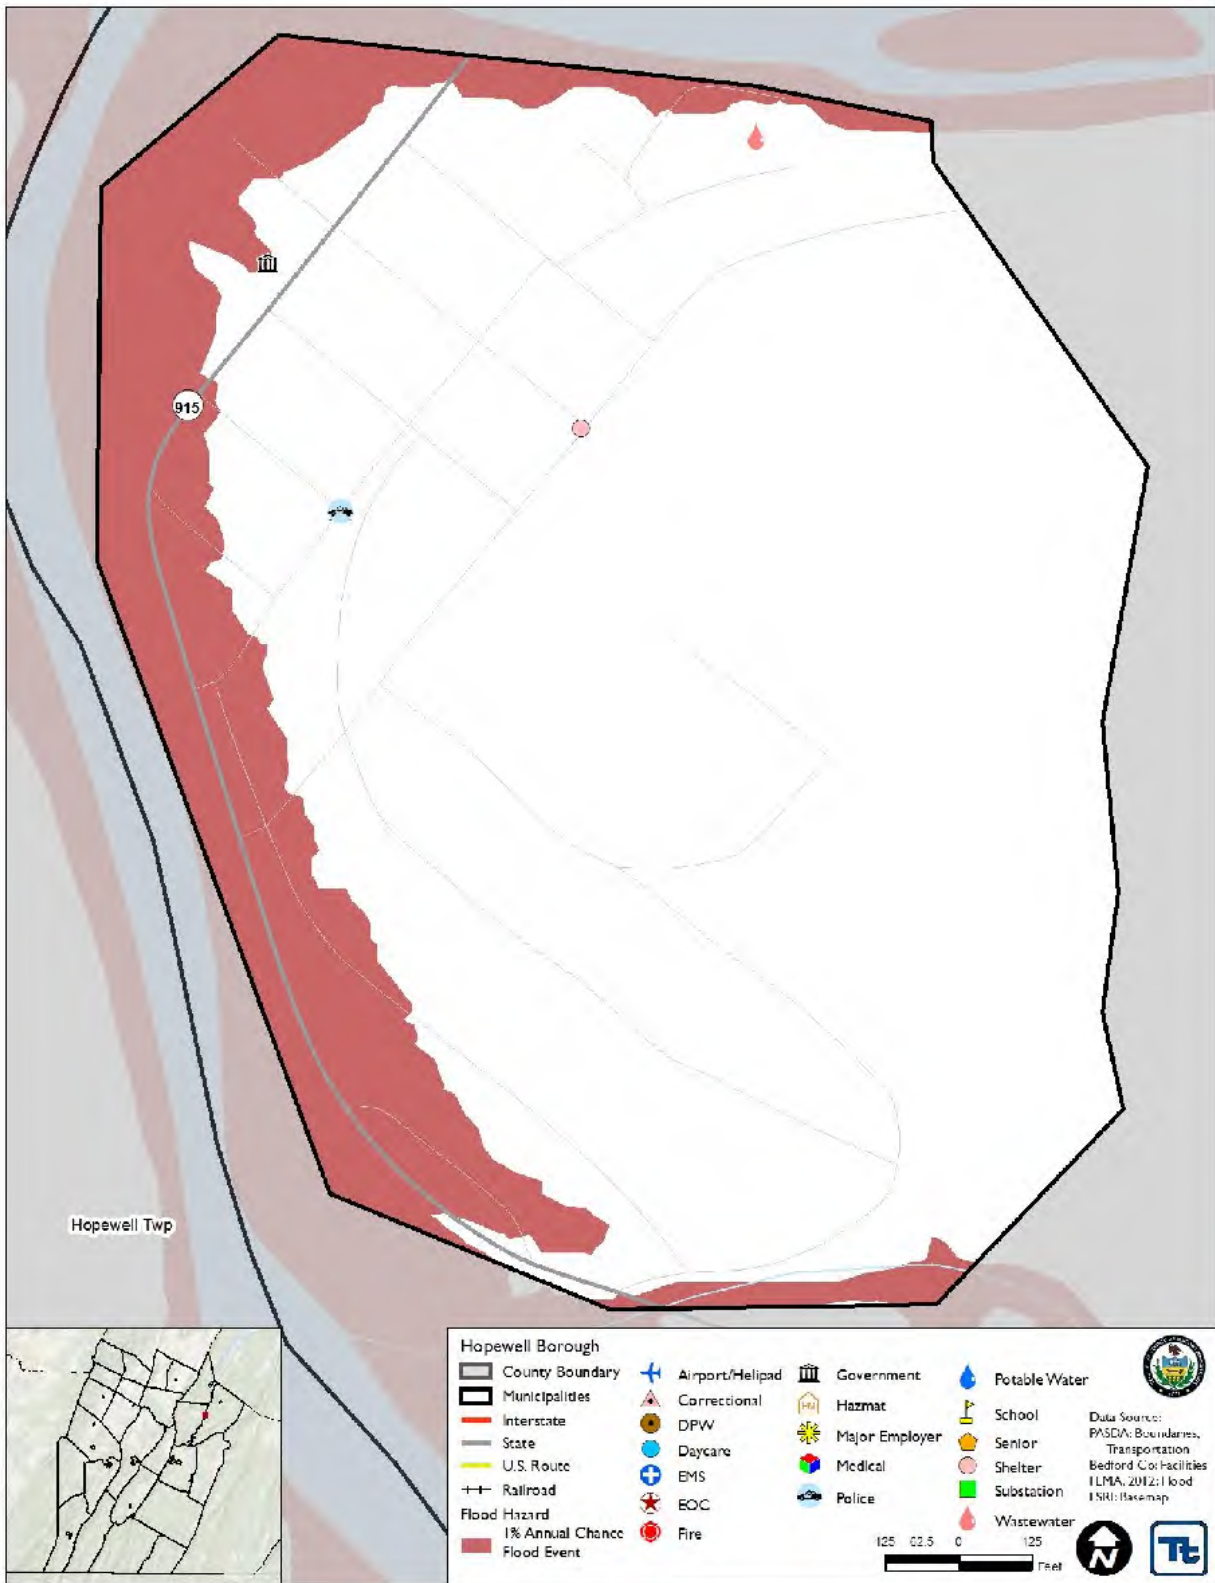 915
Hopewell Twp
Hopewell Borough
County Boundary
Municipalities
Interstate
State
U.S. Route
Railroad
Flood Hazard
1% Annual Chance
Flood Event
Airport/Helipad
Correctional
DPW
Daycare
EMS
EOC
Fire
Government
Hazmat
Major Employer
Medical
Police
Potable Water
School
Senior
Shelter
Substation
Wastewater
Data Source:
PASDA: Boundaries,
Transportation
Bedford Co: Facilities
FEMA, 2012: Flood
ESRI: Basemap
125 62.5 0 125
Feet
N
Tt